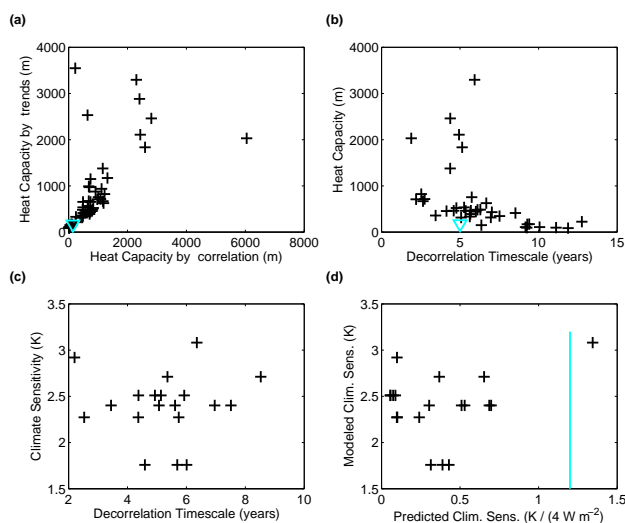 (a)
4000
3000
2000
1000
0
0 2000 4000 6000 8000
Heat Capacity by correlation (m)
Heat Capacity by trends (m)
(b)
4000
3000
2000
1000
0
0 5 10 15
Decorrelation Timescale (years)
Heat Capacity (m)
(c)
3.5
3
2.5
2
1.5
2 4 6 8 10
Decorrelation Timescale (years)
Climate Sensitivity (K)
(d)
3.5
3
2.5
2
1.5
0 0.5 1 1.5
Predicted Clim. Sens. (K / (4 W m⁻²)
Modeled Clim. Sens. (K)